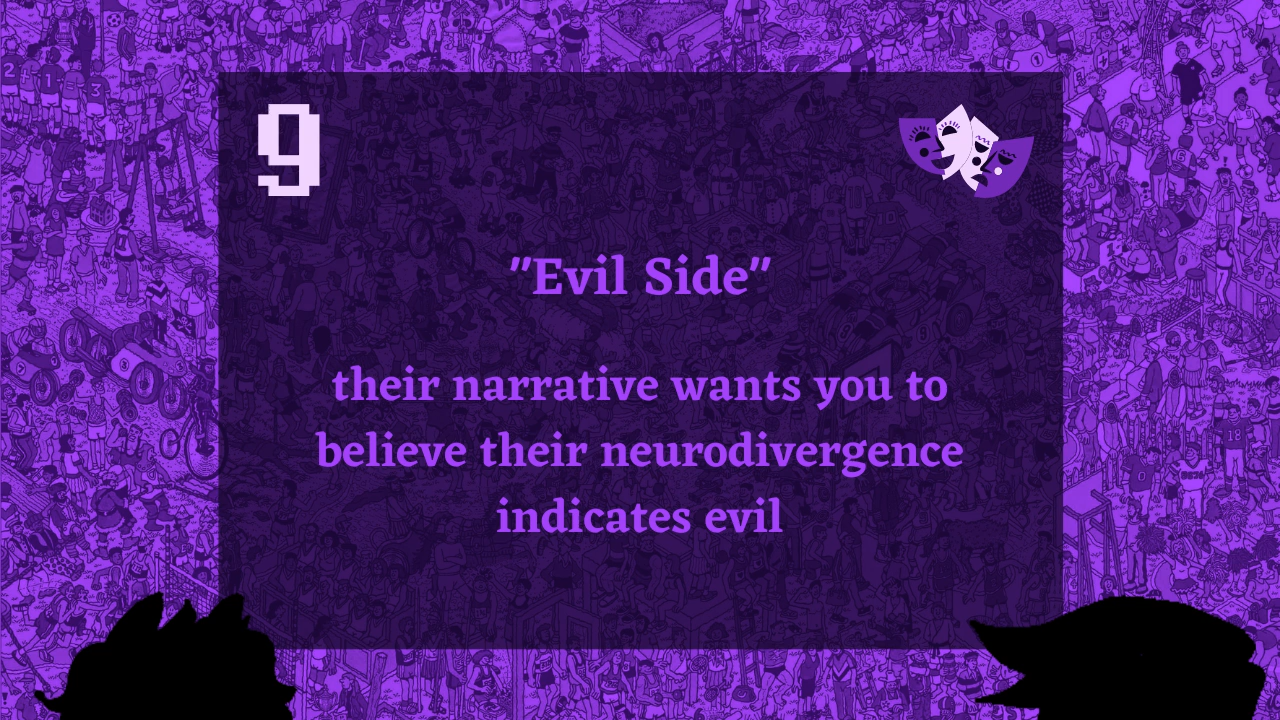 9
"Evil Side"
their narrative wants you to
believe their neurodivergence
indicates evil